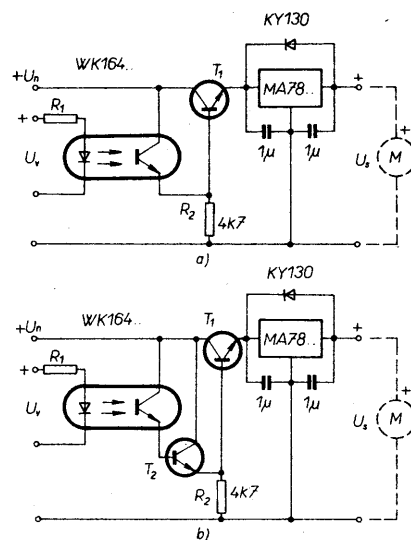 KY130
WK164..
T₁
+Uₙ
R₁
+
MA78..
+
+
M
Uᵥ
Uₛ
1µ
1µ
R₂
4k7
a)
KY130
WK164..
T₁
+Uₙ
R₁
+
MA78..
+
+
M
Uᵥ
Uₛ
1µ
1µ
T₂
R₂
4k7
b)